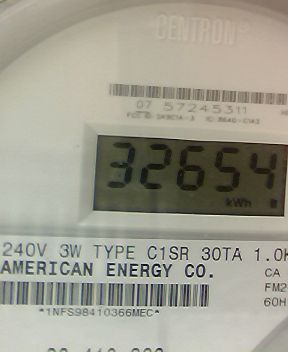 CENTRON®
07 57245311
32654
kWh
240V 3W TYPE C1SR 30TA 1.0K
AMERICAN ENERGY CO.
CA
FM2
60H
*1NFS98410366MEC*